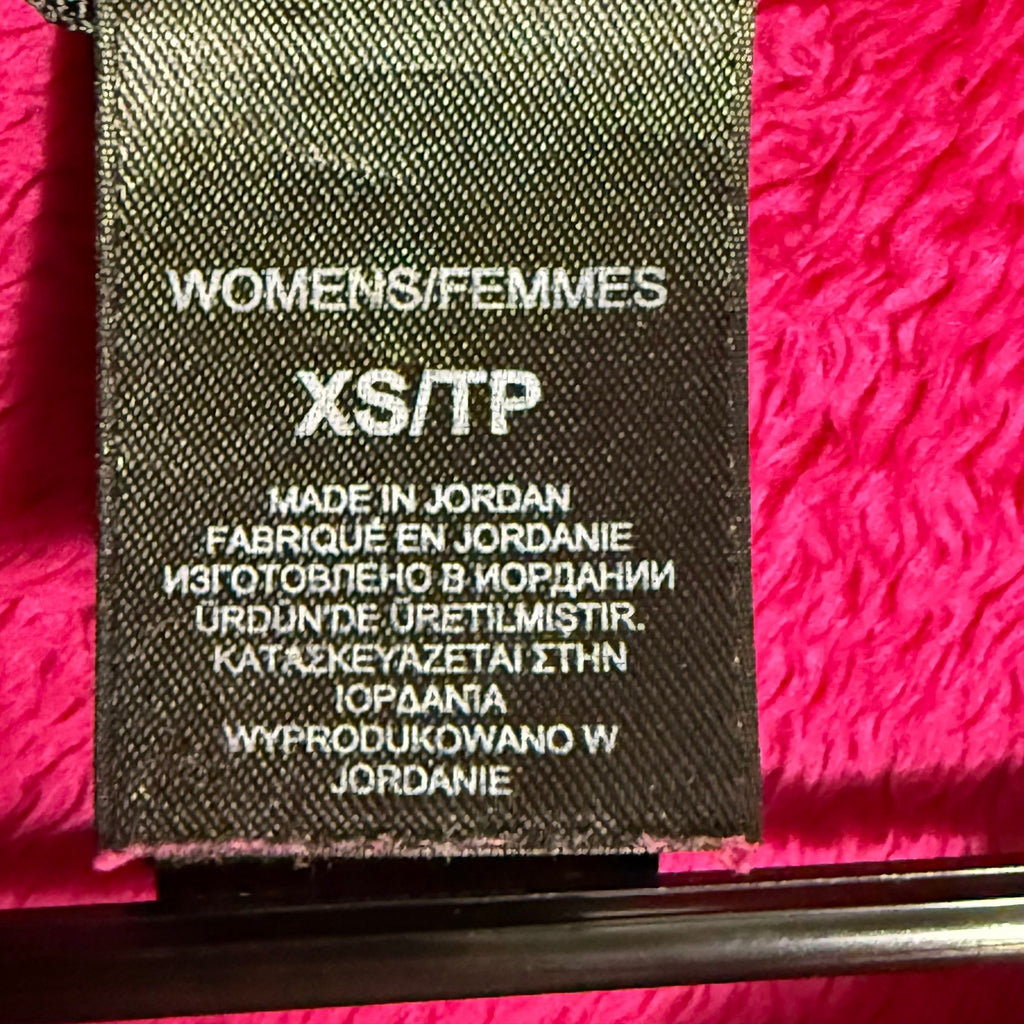 WOMENS/FEMMES
XS/TP
MADE IN JORDAN
FABRIQUÉ EN JORDANIE
ИЗГОТОВЛЕНО В ИОРДАНИИ
ÜRDÜN'DE ÜRETILMIŞTIR.
ΚΑΤΑΣΚΕΥΑΖΕΤΑΙ ΣΤΗΝ
ΙΟΡΔΑΝΙΑ
WYPRODUKOWANO W
JORDANIE